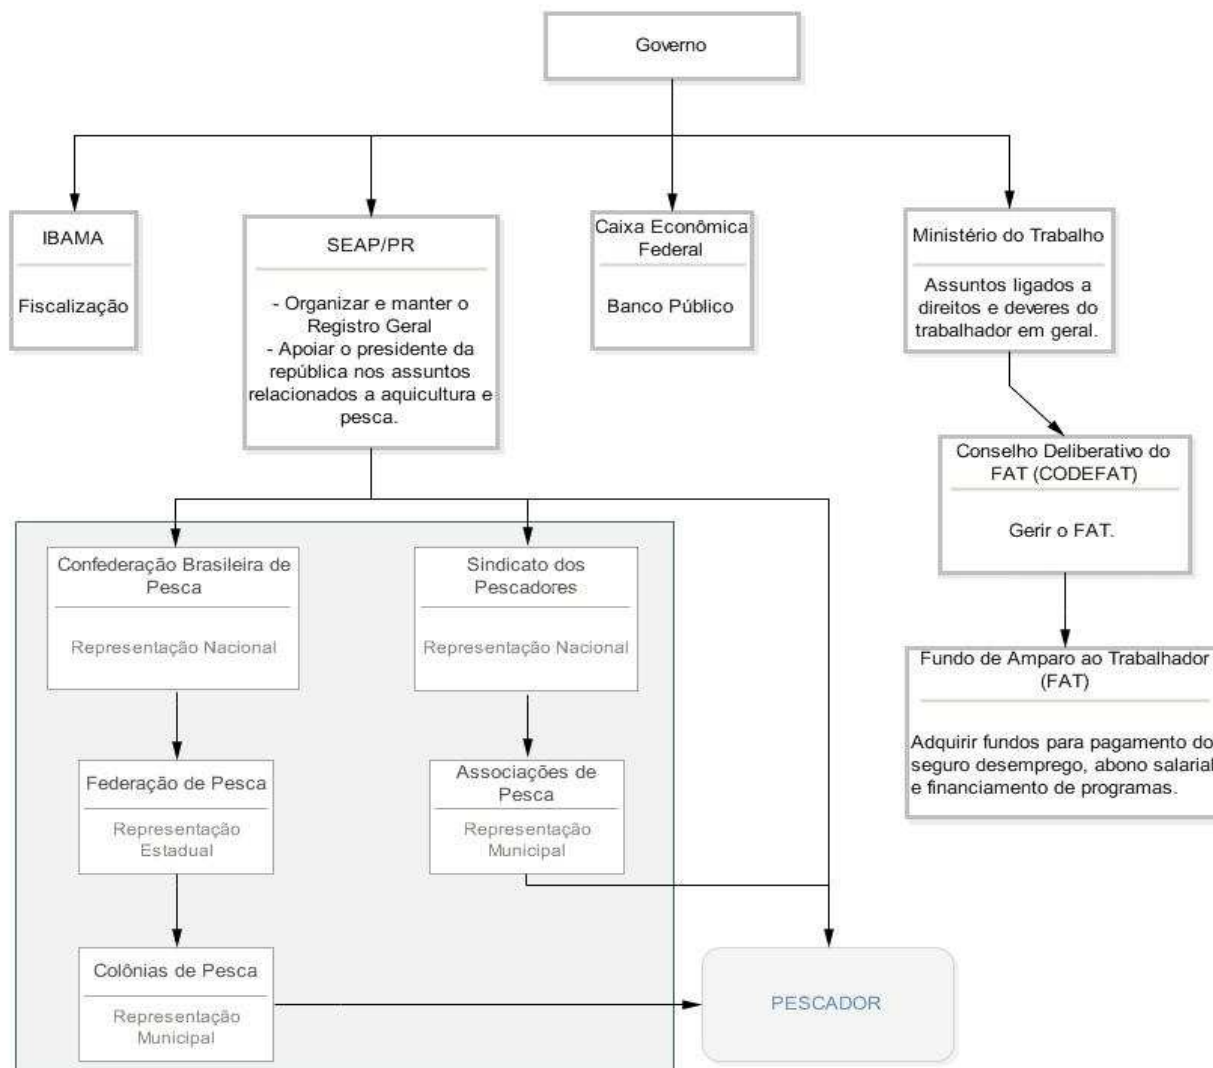 Governo
IBAMA
Fiscalização
SEAP/PR
- Organizar e manter o
Registro Geral
- Apoiar o presidente da
república nos assuntos
relacionados a aquicultura e
pesca.
Caixa Econômica
Federal
Banco Público
Ministério do Trabalho
Assuntos ligados a
direitos e deveres do
trabalhador em geral.
Conselho Deliberativo do
FAT (CODEFAT)
Gerir o FAT.
Fundo de Amparo ao Trabalhador
(FAT)
Adquirir fundos para pagamento do
seguro desemprego, abono salarial
e financiamento de programas.
Confederação Brasileira de
Pesca
Representação Nacional
Sindicato dos
Pescadores
Representação Nacional
Federação de Pesca
Representação
Estadual
Associações de
Pesca
Representação
Municipal
Colônias de Pesca
Representação
Municipal
PESCADOR